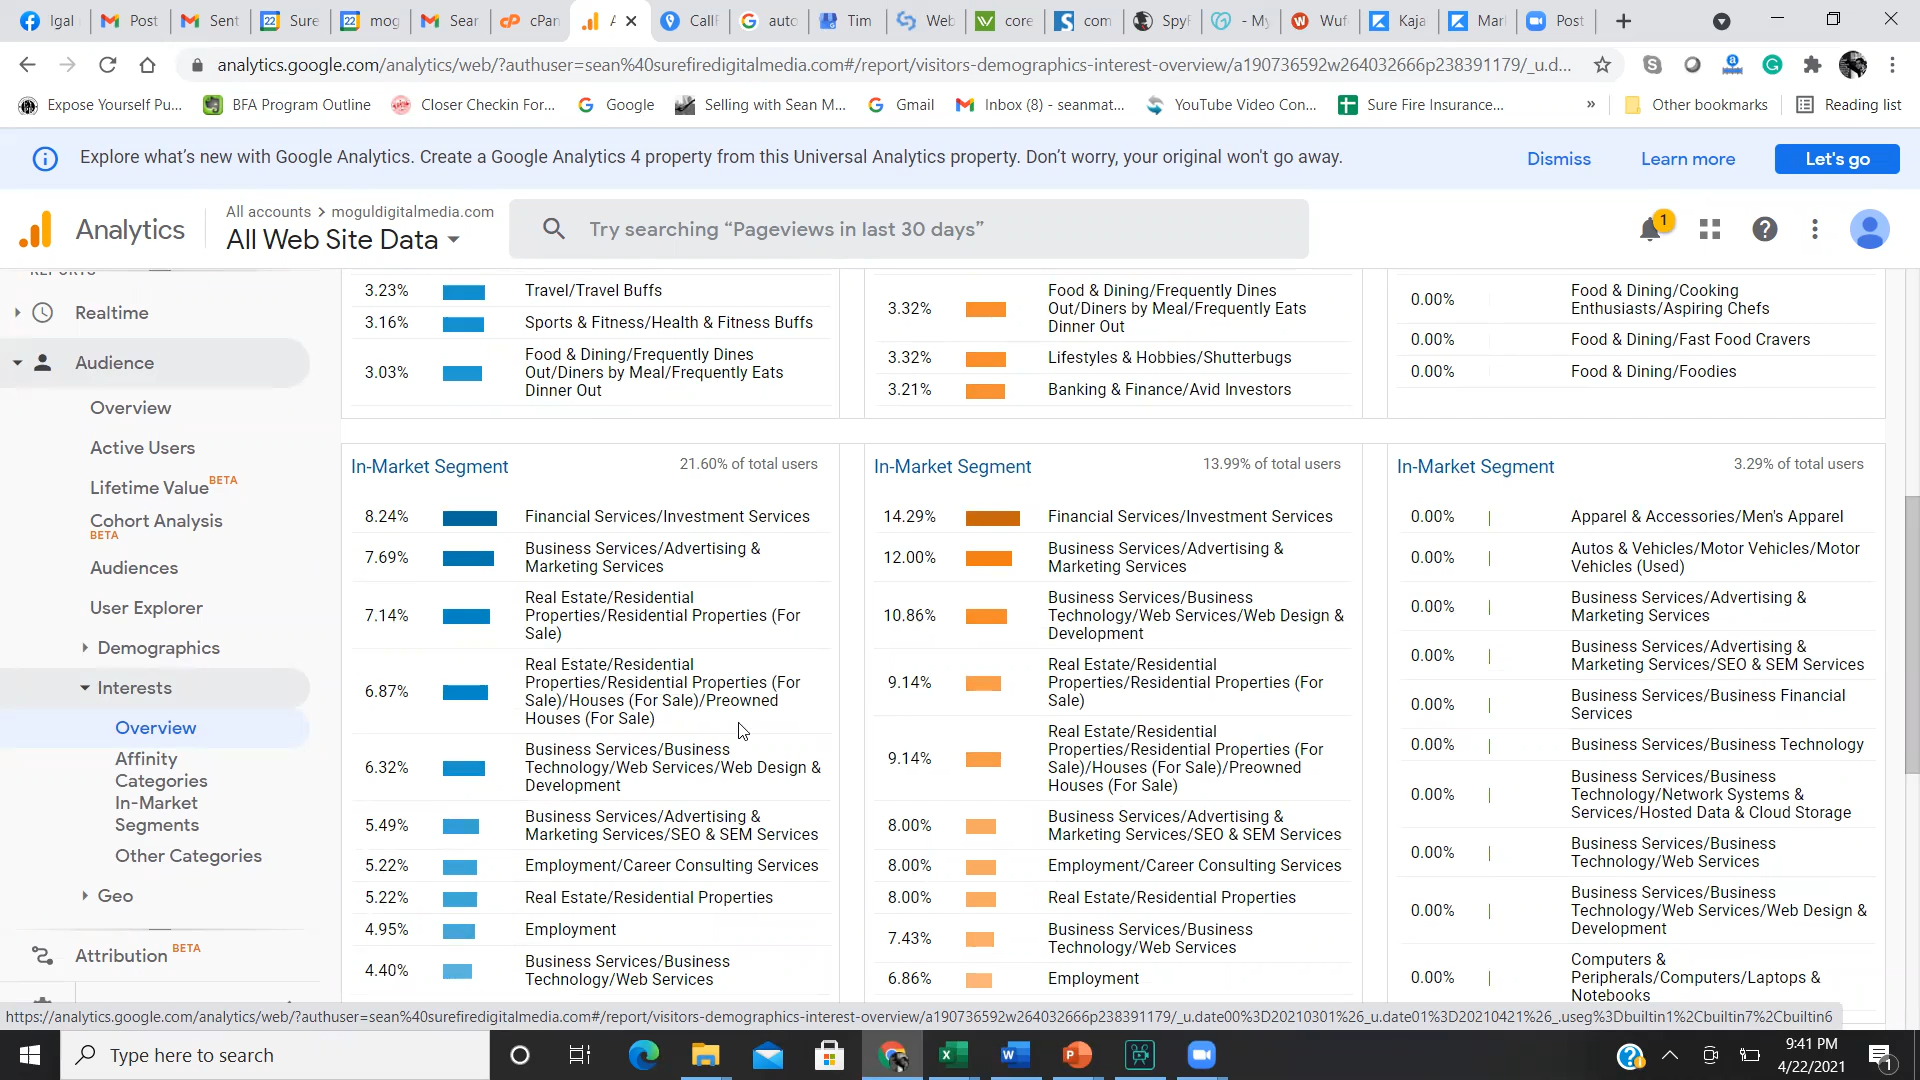 Igal
Post
Sent
Sure
mog
Sear
cPan
CallF
auto
Tim
Web
core
com
SpyF
- My
Wuf
Kaja
Mar
Post
analytics.google.com/analytics/web/?authuser=sean%40surefiredigitalmedia.com#/report/visitors-demographics-interest-overview/a190736592w264032666p238391179/_u.d...
Expose Yourself Pu...
BFA Program Outline
Closer Checkin For...
Google
Selling with Sean M...
Gmail
Inbox (8) - seanmat...
YouTube Video Con...
Sure Fire Insurance...
»
Other bookmarks
Reading list
Explore what's new with Google Analytics. Create a Google Analytics 4 property from this Universal Analytics property. Don't worry, your original won't go away.
Dismiss
Learn more
Let's go
Analytics
All accounts > moguldigitalmedia.com
All Web Site Data
Try searching “Pageviews in last 30 days”
1
Realtime
Audience
Overview
Active Users
Lifetime Value BETA
Cohort Analysis
BETA
Audiences
User Explorer
Demographics
Interests
Overview
Affinity
Categories
In-Market
Segments
Other Categories
Geo
Attribution BETA
3.23% Travel/Travel Buffs
3.16% Sports & Fitness/Health & Fitness Buffs
3.03% Food & Dining/Frequently Dines
Out/Diners by Meal/Frequently Eats
Dinner Out
3.32% Food & Dining/Frequently Dines
Out/Diners by Meal/Frequently Eats
Dinner Out
3.32% Lifestyles & Hobbies/Shutterbugs
3.21% Banking & Finance/Avid Investors
0.00% Food & Dining/Cooking
Enthusiasts/Aspiring Chefs
0.00% Food & Dining/Fast Food Cravers
0.00% Food & Dining/Foodies
In-Market Segment 21.60% of total users
8.24% Financial Services/Investment Services
7.69% Business Services/Advertising &
Marketing Services
7.14% Real Estate/Residential
Properties/Residential Properties (For
Sale)
6.87% Real Estate/Residential
Properties/Residential Properties (For
Sale)/Houses (For Sale)/Preowned
Houses (For Sale)
6.32% Business Services/Business
Technology/Web Services/Web Design &
Development
5.49% Business Services/Advertising &
Marketing Services/SEO & SEM Services
5.22% Employment/Career Consulting Services
5.22% Real Estate/Residential Properties
4.95% Employment
4.40% Business Services/Business
Technology/Web Services
In-Market Segment 13.99% of total users
14.29% Financial Services/Investment Services
12.00% Business Services/Advertising &
Marketing Services
10.86% Business Services/Business
Technology/Web Services/Web Design &
Development
9.14% Real Estate/Residential
Properties/Residential Properties (For
Sale)
9.14% Real Estate/Residential
Properties/Residential Properties (For
Sale)/Houses (For Sale)/Preowned
Houses (For Sale)
8.00% Business Services/Advertising &
Marketing Services/SEO & SEM Services
8.00% Employment/Career Consulting Services
8.00% Real Estate/Residential Properties
7.43% Business Services/Business
Technology/Web Services
6.86% Employment
In-Market Segment 3.29% of total users
0.00% Apparel & Accessories/Men's Apparel
0.00% Autos & Vehicles/Motor Vehicles/Motor
Vehicles (Used)
0.00% Business Services/Advertising &
Marketing Services
0.00% Business Services/Advertising &
Marketing Services/SEO & SEM Services
0.00% Business Services/Business Financial
Services
0.00% Business Services/Business Technology
0.00% Business Services/Business
Technology/Network Systems &
Services/Hosted Data & Cloud Storage
0.00% Business Services/Business
Technology/Web Services
0.00% Business Services/Business
Technology/Web Services/Web Design &
Development
0.00% Computers &
Peripherals/Computers/Laptops &
Notebooks
https://analytics.google.com/analytics/web/?authuser=sean%40surefiredigitalmedia.com#/report/visitors-demographics-interest-overview/a190736592w264032666p238391179/_u.date00%3D20210301%26_u.date01%3D20210421%26_.useg%3Dbuiltin1%2Cbuiltin7%2Cbuiltin6
Type here to search
9:41 PM
4/22/2021
1